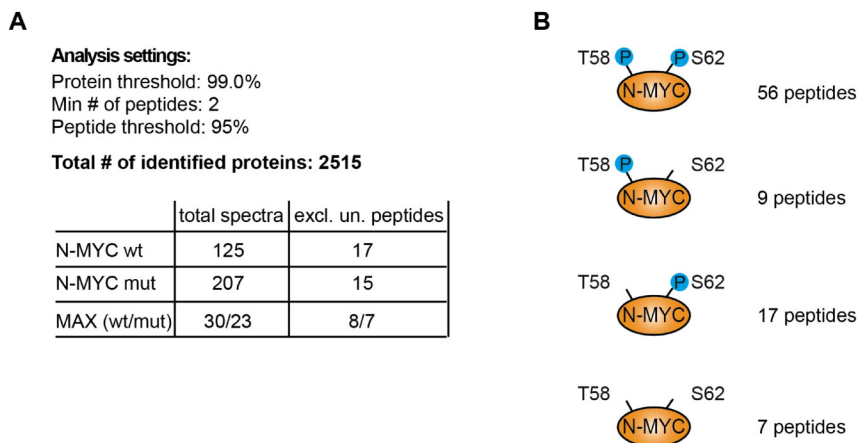 A
Analysis settings:
Protein threshold: 99.0%
Min # of peptides: 2
Peptide threshold: 95%
Total # of identified proteins: 2515
total spectra excl. un. peptides
N-MYC wt 125 17
N-MYC mut 207 15
MAX (wt/mut) 30/23 8/7
B
T58 P P S62
N-MYC
56 peptides
T58 P S62
N-MYC
9 peptides
T58 P S62
N-MYC
17 peptides
T58 S62
N-MYC
7 peptides